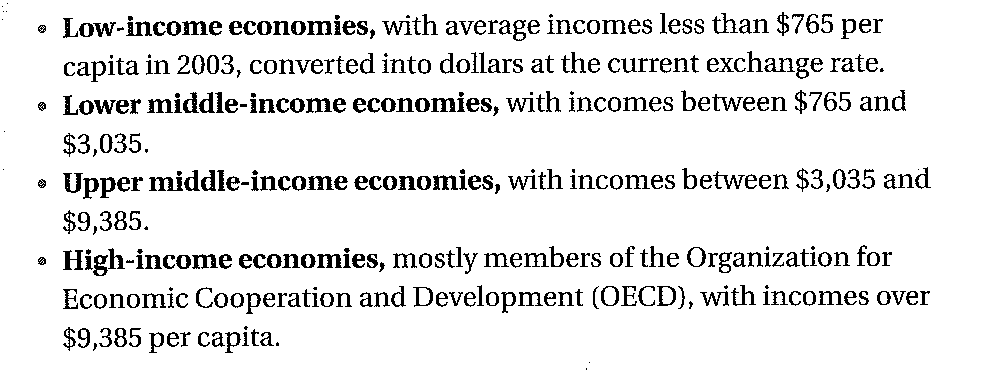 • Low-income economies, with average incomes less than $765 per
capita in 2003, converted into dollars at the current exchange rate.
• Lower middle-income economies, with incomes between $765 and
$3,035.
• Upper middle-income economies, with incomes between $3,035 and
$9,385.
• High-income economies, mostly members of the Organization for
Economic Cooperation and Development (OECD), with incomes over
$9,385 per capita.